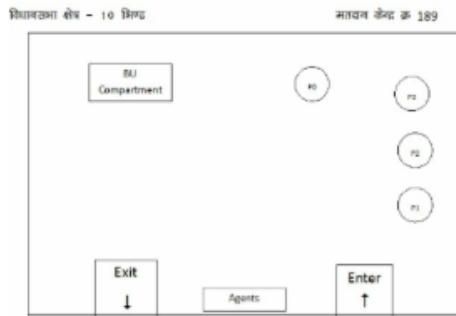 विधानसभा क्षेत्र - 10 भिण्ड
मतदान केन्द्र क्र 189
BU
Compartment
P0
P3
P2
P1
Exit
Enter
Agents